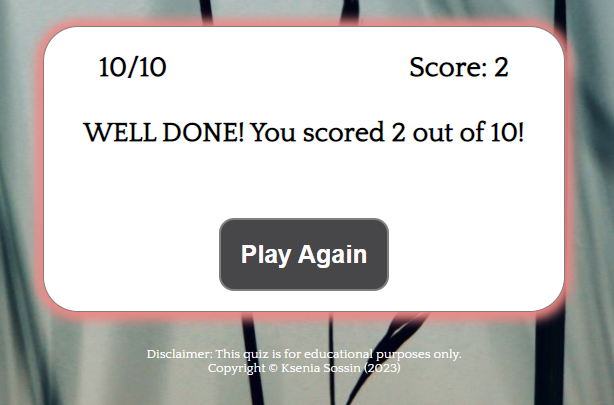 10/10 Score: 2
WELL DONE! You scored 2 out of 10!
Play Again
Disclaimer: This quiz is for educational purposes only.
Copyright © Ksenia Sossin (2023)